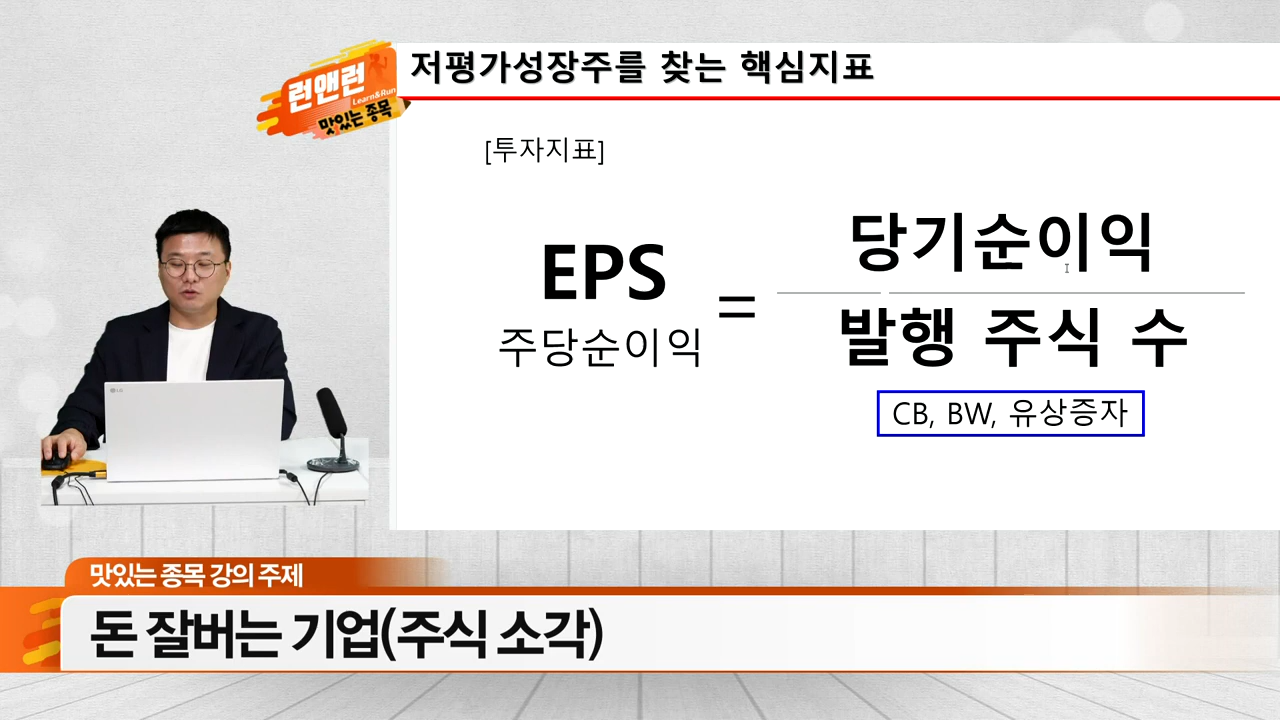 런앤런
Learn&Run
맛있는 종목
저평가성장주를 찾는 핵심지표
[투자지표]
EPS
주당순이익
=
당기순이익
발행 주식 수
CB, BW, 유상증자
LG
맛있는 종목 강의 주제
돈 잘버는 기업(주식 소각)